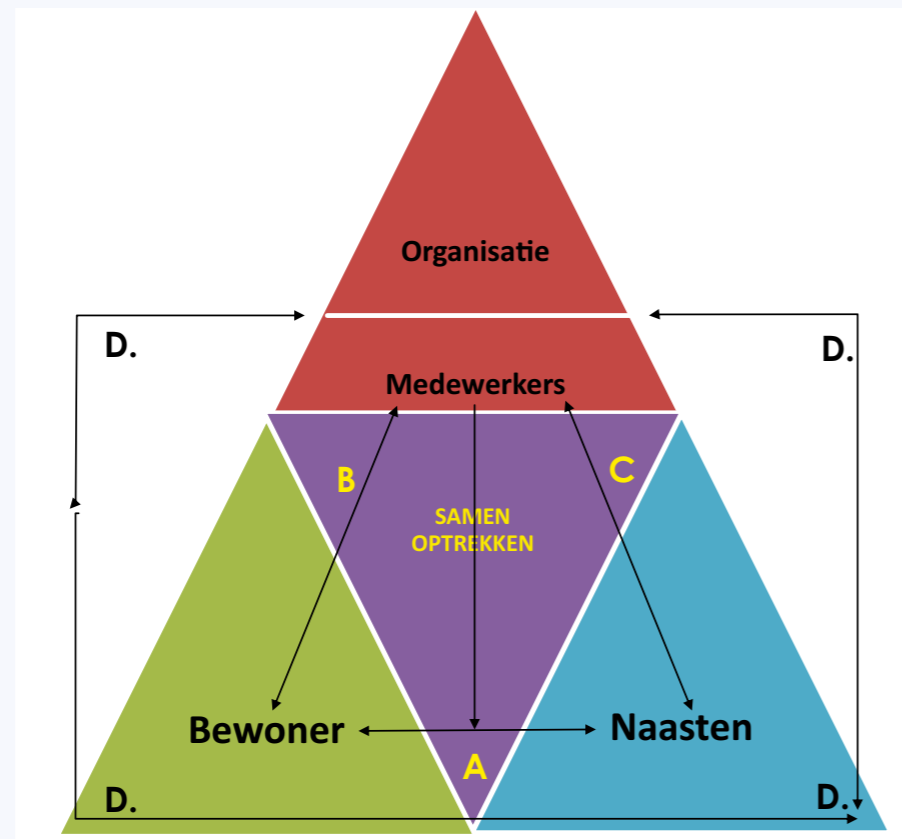 Organisatie
D.
D.
Medewerkers
B
C
SAMEN
OPTREKKEN
Bewoner
Naasten
A
D.
D.